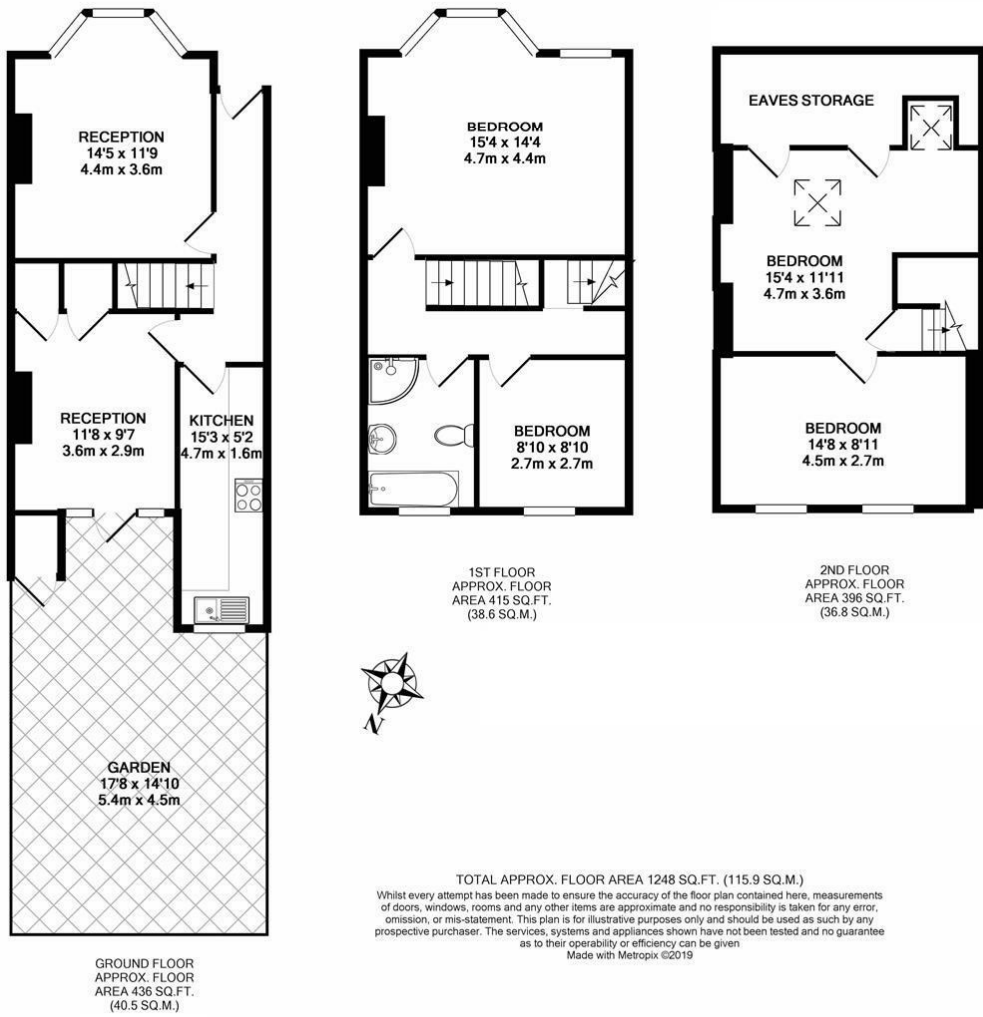 RECEPTION
14'5 x 11'9
4.4m x 3.6m
RECEPTION
11'8 x 9'7
3.6m x 2.9m
KITCHEN
15'3 x 5'2
4.7m x 1.6m
GARDEN
17'8 x 14'10
5.4m x 4.5m
GROUND FLOOR
APPROX. FLOOR
AREA 436 SQ.FT.
(40.5 SQ.M.)
BEDROOM
15'4 x 14'4
4.7m x 4.4m
BEDROOM
8'10 x 8'10
2.7m x 2.7m
1ST FLOOR
APPROX. FLOOR
AREA 415 SQ.FT.
(38.6 SQ.M.)
EAVES STORAGE
BEDROOM
15'4 x 11'11
4.7m x 3.6m
BEDROOM
14'8 x 8'11
4.5m x 2.7m
2ND FLOOR
APPROX. FLOOR
AREA 396 SQ.FT.
(36.8 SQ.M.)
N
TOTAL APPROX. FLOOR AREA 1248 SQ.FT. (115.9 SQ.M.)
Whilst every attempt has been made to ensure the accuracy of the floor plan contained here, measurements
of doors, windows, rooms and any other items are approximate and no responsibility is taken for any error,
omission, or mis-statement. This plan is for illustrative purposes only and should be used as such by any
prospective purchaser. The services, systems and appliances shown have not been tested and no guarantee
as to their operability or efficiency can be given
Made with Metropix ©2019